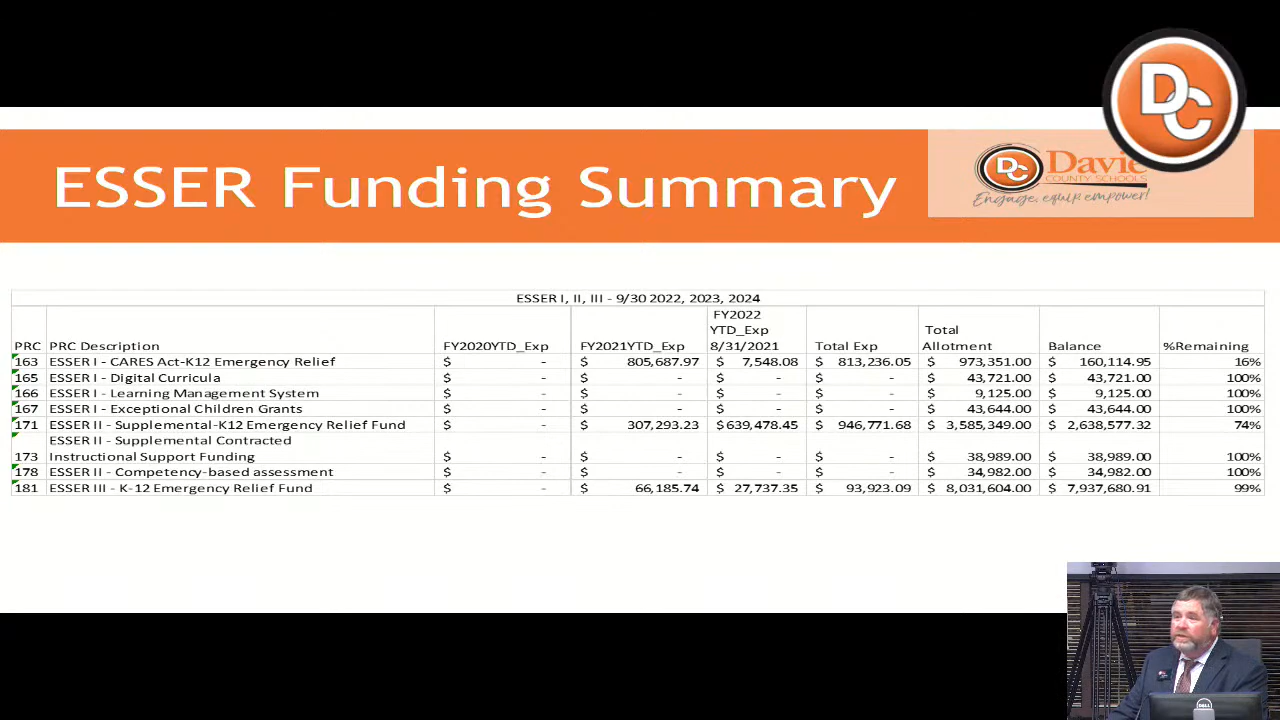 DC
ESSER Funding Summary
DC Davie
COUNTY SCHOOLS
Engage, equip, empower!
ESSER I, II, III - 9/30 2022, 2023, 2024
PRC PRC Description FY2020YTD_Exp FY2021YTD_Exp FY2022 YTD_Exp 8/31/2021 Total Exp Total Allotment Balance %Remaining
163 ESSER I - CARES Act-K12 Emergency Relief $ - $ 805,687.97 $ 7,548.08 $ 813,236.05 $ 973,351.00 $ 160,114.95 16%
165 ESSER I - Digital Curricula $ - $ - $ - $ - $ 43,721.00 $ 43,721.00 100%
166 ESSER I - Learning Management System $ - $ - $ - $ - $ 9,125.00 $ 9,125.00 100%
167 ESSER I - Exceptional Children Grants $ - $ - $ - $ - $ 43,644.00 $ 43,644.00 100%
171 ESSER II - Supplemental-K12 Emergency Relief Fund $ - $ 307,293.23 $639,478.45 $ 946,771.68 $ 3,585,349.00 $ 2,638,577.32 74%
ESSER II - Supplemental Contracted
173 Instructional Support Funding $ - $ - $ - $ - $ 38,989.00 $ 38,989.00 100%
178 ESSER II - Competency-based assessment $ - $ - $ - $ - $ 34,982.00 $ 34,982.00 100%
181 ESSER III - K-12 Emergency Relief Fund $ - $ 66,185.74 $ 27,737.35 $ 93,923.09 $ 8,031,604.00 $ 7,937,680.91 99%
DELL